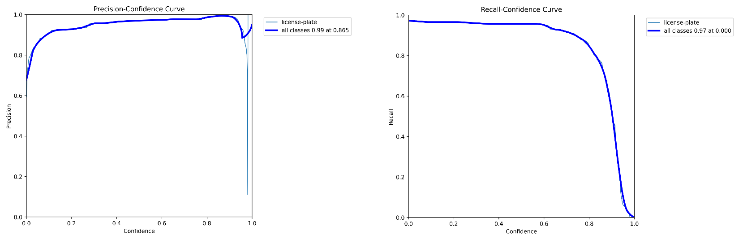 Precision-Confidence Curve
license-plate
all classes 0.99 at 0.865
1.0
0.8
0.6
0.4
0.2
0.0
Precision
0.0 0.2 0.4 0.6 0.8 1.0
Confidence
Recall-Confidence Curve
license-plate
all classes 0.97 at 0.000
1.0
0.8
0.6
0.4
0.2
0.0
Recall
0.0 0.2 0.4 0.6 0.8 1.0
Confidence